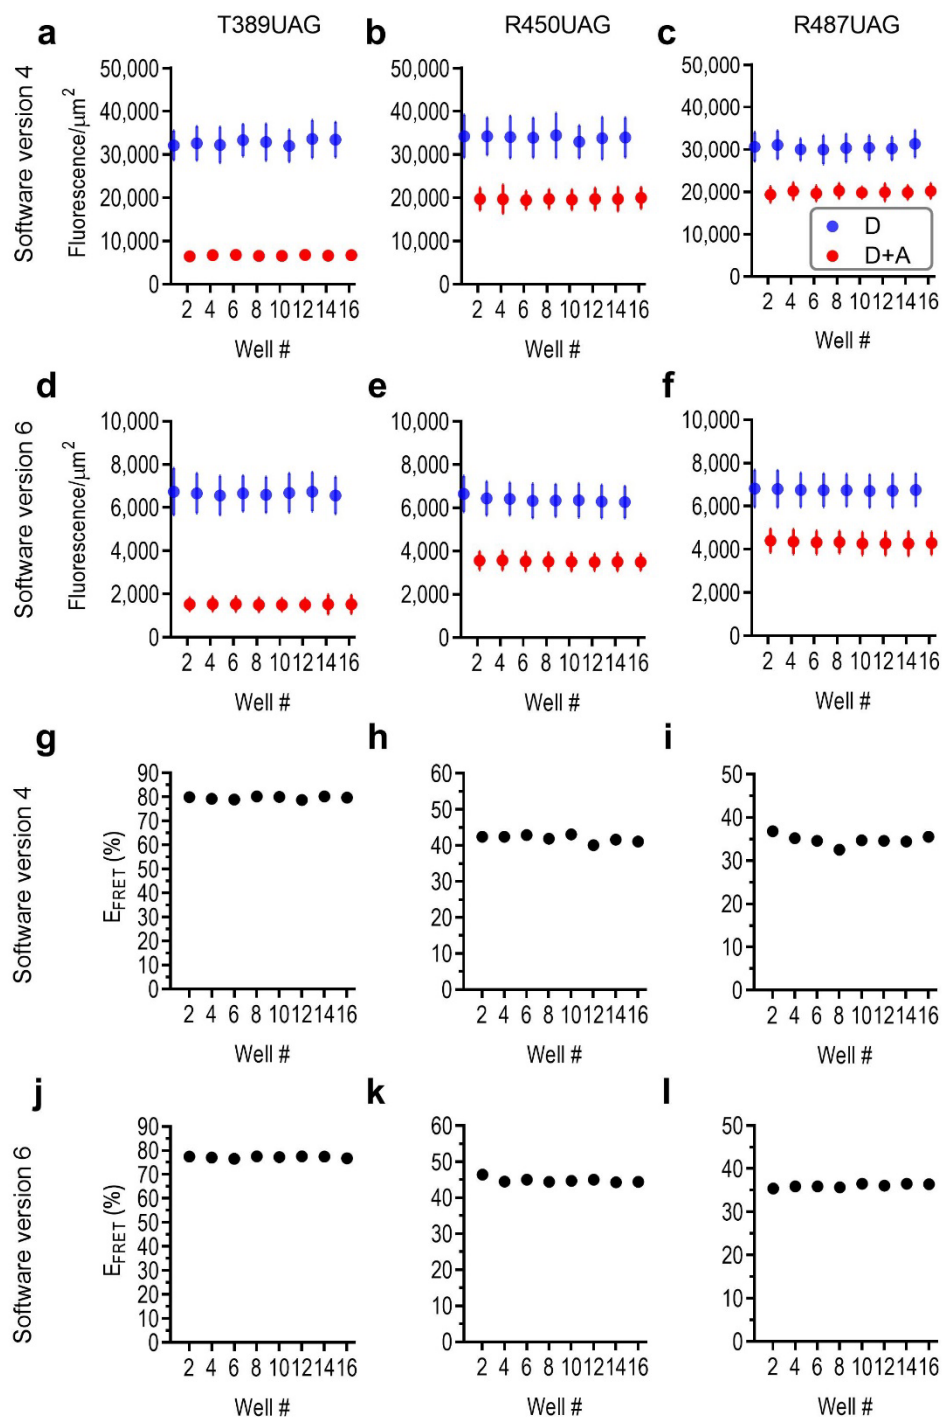 T389UAG R450UAG R487UAG
a b c
Software version 4
Fluorescence/μm²
50,000 40,000 30,000 20,000 10,000 0
2 4 6 8 10 12 14 16
Well #
50,000 40,000 30,000 20,000 10,000 0
2 4 6 8 10 12 14 16
Well #
50,000 40,000 30,000 20,000 10,000 0
D
D+A
2 4 6 8 10 12 14 16
Well #
d e f
Software version 6
Fluorescence/μm²
10,000 8,000 6,000 4,000 2,000 0
2 4 6 8 10 12 14 16
Well #
10,000 8,000 6,000 4,000 2,000 0
2 4 6 8 10 12 14 16
Well #
10,000 8,000 6,000 4,000 2,000 0
2 4 6 8 10 12 14 16
Well #
g h i
Software version 4
EFRET (%)
90 80 70 60 50 40 30 20 10 0
2 4 6 8 10 12 14 16
Well #
60 50 40 30 20 10 0
2 4 6 8 10 12 14 16
Well #
50 40 30 20 10 0
2 4 6 8 10 12 14 16
Well #
j k l
Software version 6
EFRET (%)
90 80 70 60 50 40 30 20 10 0
2 4 6 8 10 12 14 16
Well #
60 50 40 30 20 10 0
2 4 6 8 10 12 14 16
Well #
50 40 30 20 10 0
2 4 6 8 10 12 14 16
Well #